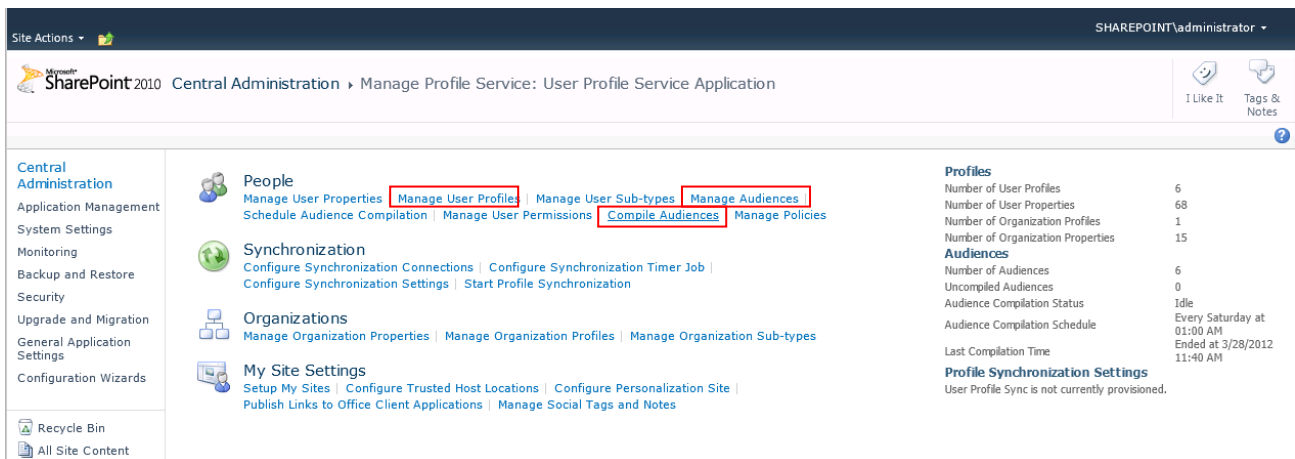 SHAREPOINT\administrator
Site Actions
Microsoft
SharePoint 2010 Central Administration Manage Profile Service: User Profile Service Application
I Like It
Tags & Notes
Central Administration
Application Management
System Settings
Monitoring
Backup and Restore
Security
Upgrade and Migration
General Application Settings
Configuration Wizards
Recycle Bin
All Site Content
People
Manage User Properties | Manage User Profiles | Manage User Sub-types | Manage Audiences |
Schedule Audience Compilation | Manage User Permissions | Compile Audiences | Manage Policies
Synchronization
Configure Synchronization Connections | Configure Synchronization Timer Job |
Configure Synchronization Settings | Start Profile Synchronization
Organizations
Manage Organization Properties | Manage Organization Profiles | Manage Organization Sub-types
My Site Settings
Setup My Sites | Configure Trusted Host Locations | Configure Personalization Site |
Publish Links to Office Client Applications | Manage Social Tags and Notes
Profiles
Number of User Profiles 6
Number of User Properties 68
Number of Organization Profiles 1
Number of Organization Properties 15
Audiences
Number of Audiences 6
Uncompiled Audiences 0
Audience Compilation Status Idle
Audience Compilation Schedule Every Saturday at 01:00 AM
Last Compilation Time Ended at 3/28/2012 11:40 AM
Profile Synchronization Settings
User Profile Sync is not currently provisioned.